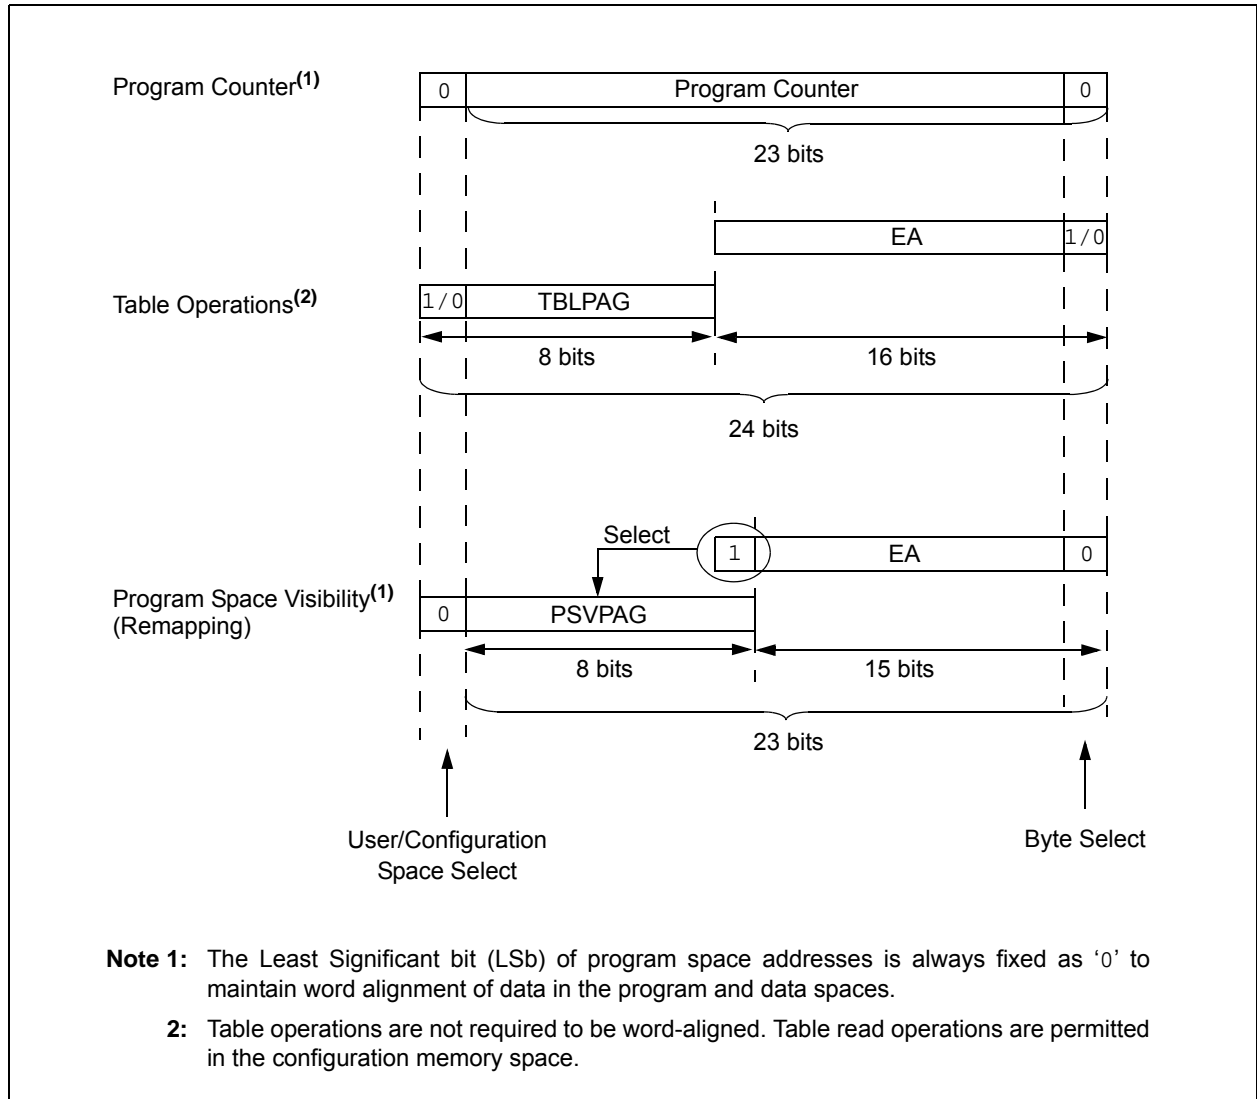 Program Counter(1)
0
Program Counter
0
23 bits
EA
1/0
Table Operations(2)
1/0
TBLPAG
8 bits
16 bits
24 bits
Select
1
EA
0
Program Space Visibility(1)
(Remapping)
0
PSVPAG
8 bits
15 bits
23 bits
User/Configuration
Space Select
Byte Select
Note 1: The Least Significant bit (LSb) of program space addresses is always fixed as ‘0’ to
maintain word alignment of data in the program and data spaces.
2: Table operations are not required to be word-aligned. Table read operations are permitted
in the configuration memory space.